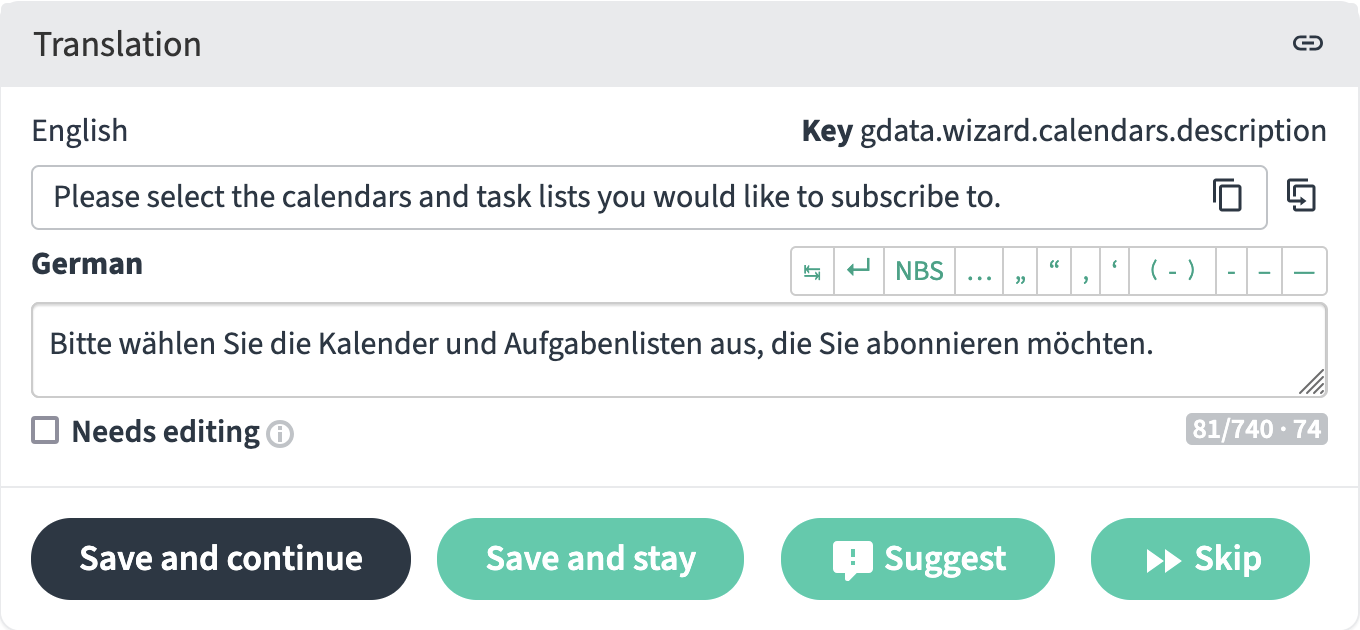 Translation
English
Key gdata.wizard.calendars.description
Please select the calendars and task lists you would like to subscribe to.
German
↹ ↵ NBS … „ “ ‚ ‘ ( - ) - – —
Bitte wählen Sie die Kalender und Aufgabenlisten aus, die Sie abonnieren möchten.
Needs editing
81/740 · 74
Save and continue
Save and stay
Suggest
Skip